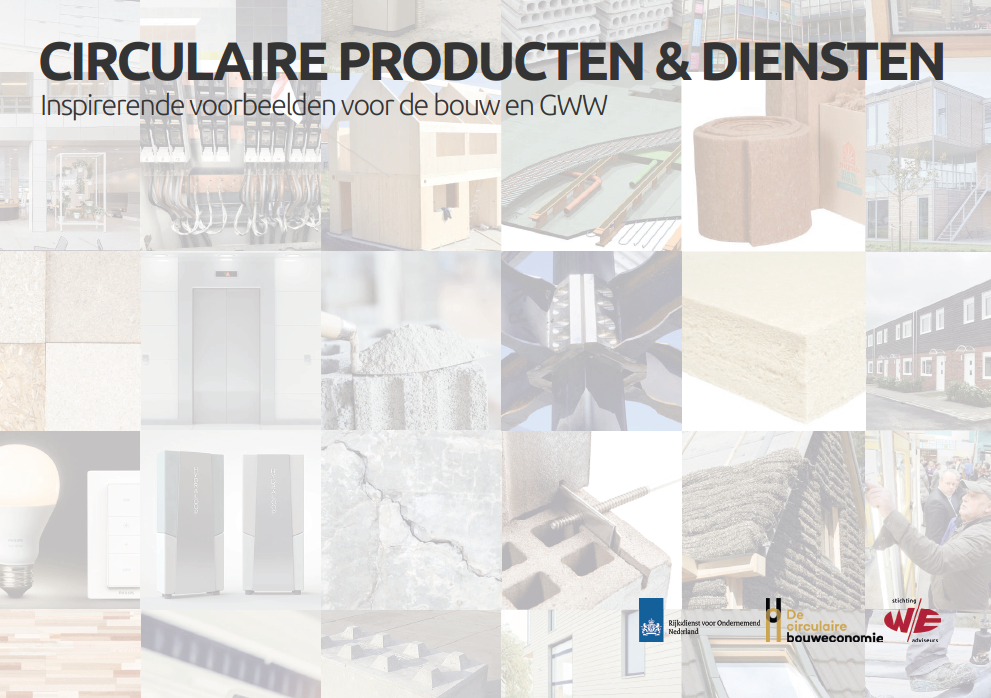 CIRCULAIRE PRODUCTEN & DIENSTEN
Inspirerende voorbeelden voor de bouw en GWW
Rijksdienst voor Ondernemend
Nederland
De
circulaire
bouweconomie
stichting
W/E
adviseurs